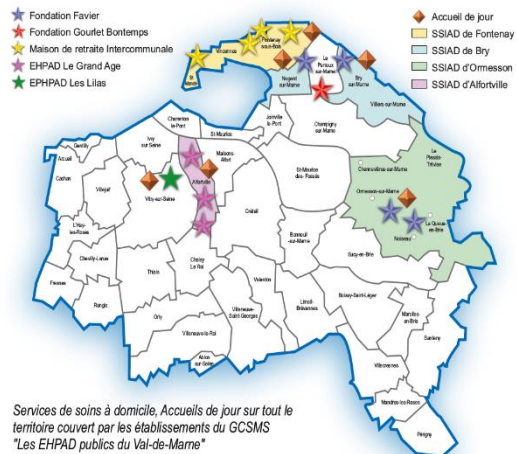 Fondation Favier
Fondation Gourlet Bontemps
Maison de retraite Intercommunale
EHPAD Le Grand Age
EPHPAD Les Lilas
Accueil de jour
SSIAD de Fontenay
SSIAD de Bry
SSIAD d'Ormesson
SSIAD d'Alfortville
Fontenay
sous-Bois
Vincennes
St
Mandé
Le
Perreux
sur-Marne
Nogent
sur-Marne
Bry
sur-Marne
Villiers sur-Marne
Charenton
le-Pont
St-Maurice
Joinville
le-Pont
Champigny
sur-Marne
Gentilly
Ivry
sur-Seine
Maisons-
Alfort
Le
Plessis-
Trévise
Arcueil
Cachan
Villejuif
Alfortville
Vitry-sur-Seine
St-Maur
des-Fossés
Chennevières-sur-Marne
Ormesson-sur-Marne
La Queue-
en-Brie
Noiseau
Créteil
L'Haÿ-
les-Roses
Bonneuil
-sur-Marne
Sucy-en-Brie
Chevilly-Larue
Choisy
Le Roi
Thiais
Fresnes
Rungis
Valenton
Limeil-
Brévannes
Boissy-Saint-Léger
Orly
Villeneuve-
Saint-Georges
Marolles
en-Brie
Santeny
Villeneuve-le-Roi
Ablon
sur-Seine
Villecresnes
Mandres-les-Roses
Périgny
Services de soins à domicile, Accueils de jour sur tout le
territoire couvert par les établissements du GCSMS
"Les EHPAD publics du Val-de-Marne"